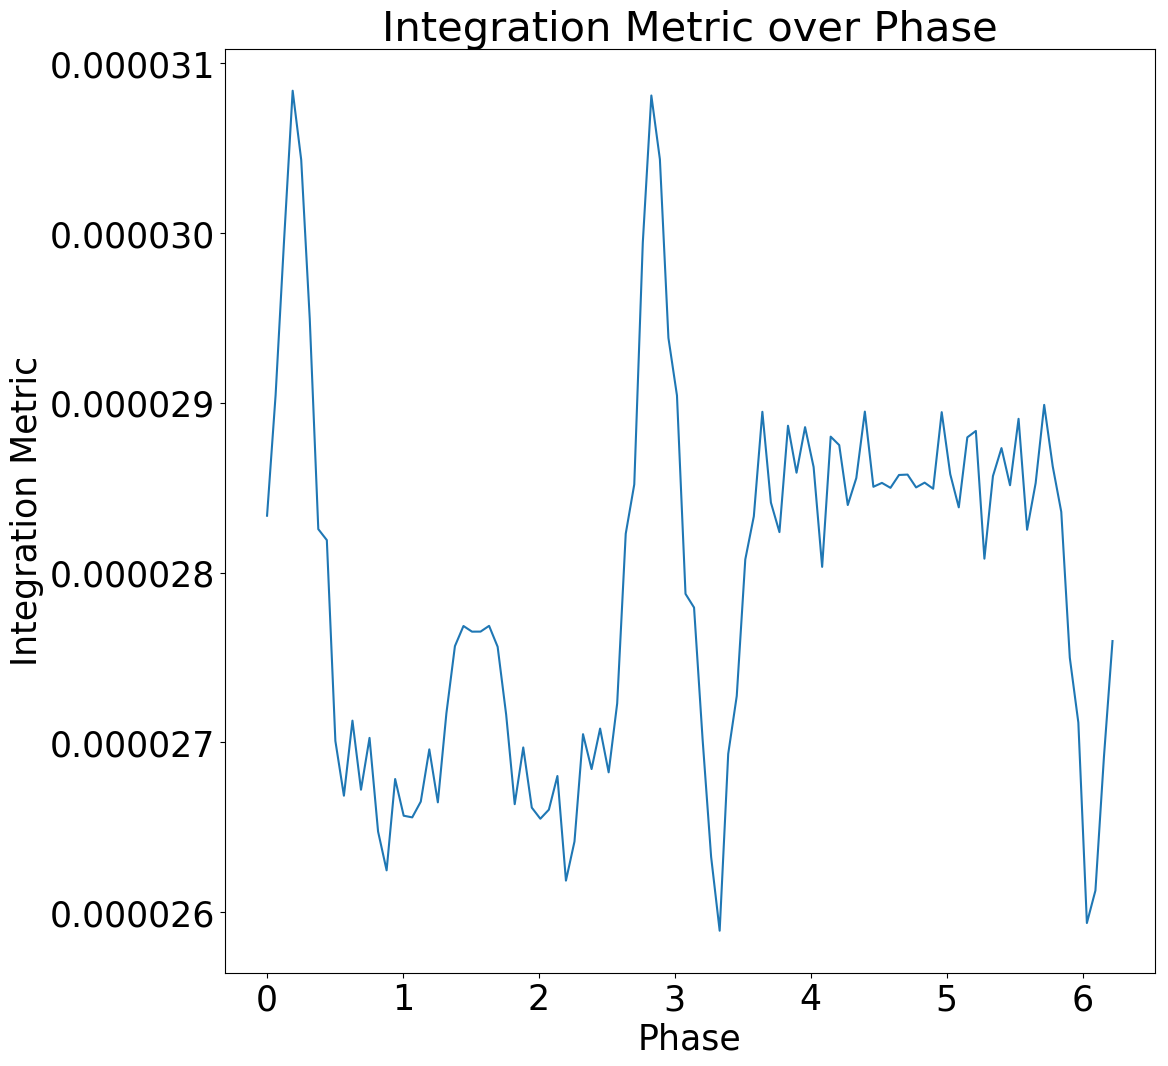 Integration Metric over Phase
0.000031
0.000030
0.000029
0.000028
0.000027
0.000026
Integration Metric
0 1 2 3 4 5 6
Phase